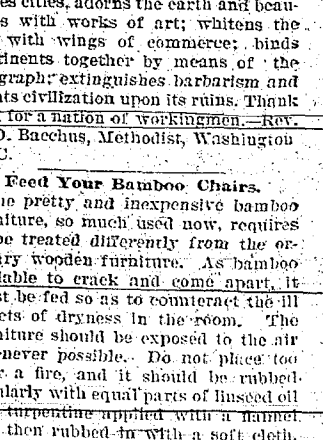 es cities, adorns the earth and beau-
s with works of art; whitens the
with wings of commerce; binds
tinents together by means of the
graph; extinguishes barbarism and
nts civilization upon its ruins. Thank
for a nation of workingmen.—Rev.
D. Bacchus, Methodist, Washington
C.
Feed Your Bamboo Chairs.
he pretty and inexpensive bamboo
niture, so much used now, requires
be treated differently from the or-
ary wooden furniture. As bamboo
liable to crack and come apart, it
st be fed so as to counteract the ill
cts of dryness in the room. The
niture should be exposed to the air
never possible. Do not place too
r a fire, and it should be rubbed
ularly with equal parts of linseed oil
turpentine applied with a flannel
then rubbed in with a soft cloth.